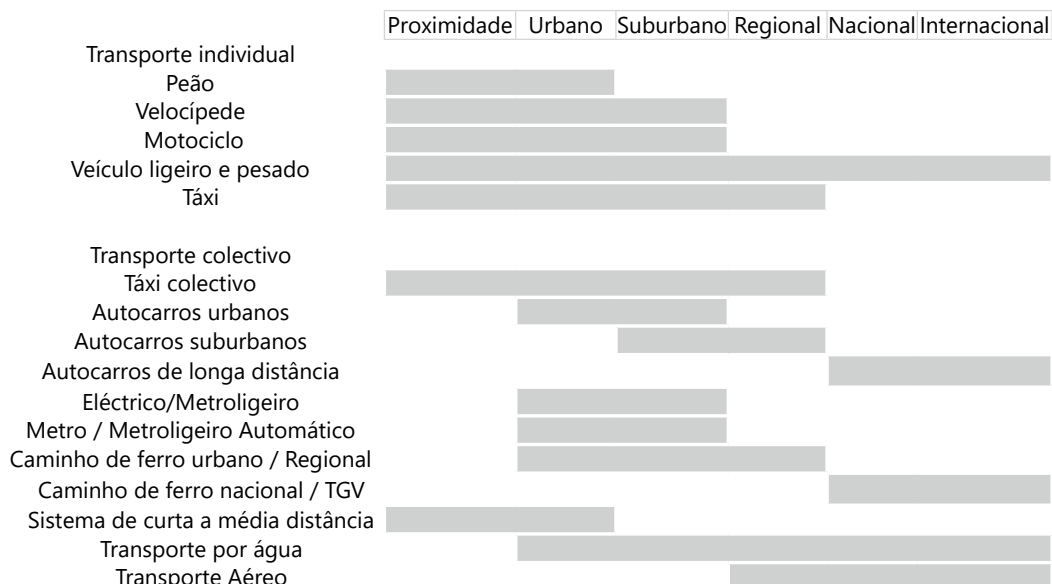 Proximidade Urbano Suburbano Regional Nacional Internacional
Transporte individual
Peão
Velocípede
Motociclo
Veículo ligeiro e pesado
Táxi
Transporte colectivo
Táxi colectivo
Autocarros urbanos
Autocarros suburbanos
Autocarros de longa distância
Eléctrico/Metroligeiro
Metro / Metroligeiro Automático
Caminho de ferro urbano / Regional
Caminho de ferro nacional / TGV
Sistema de curta a média distância
Transporte por água
Transporte Aéreo